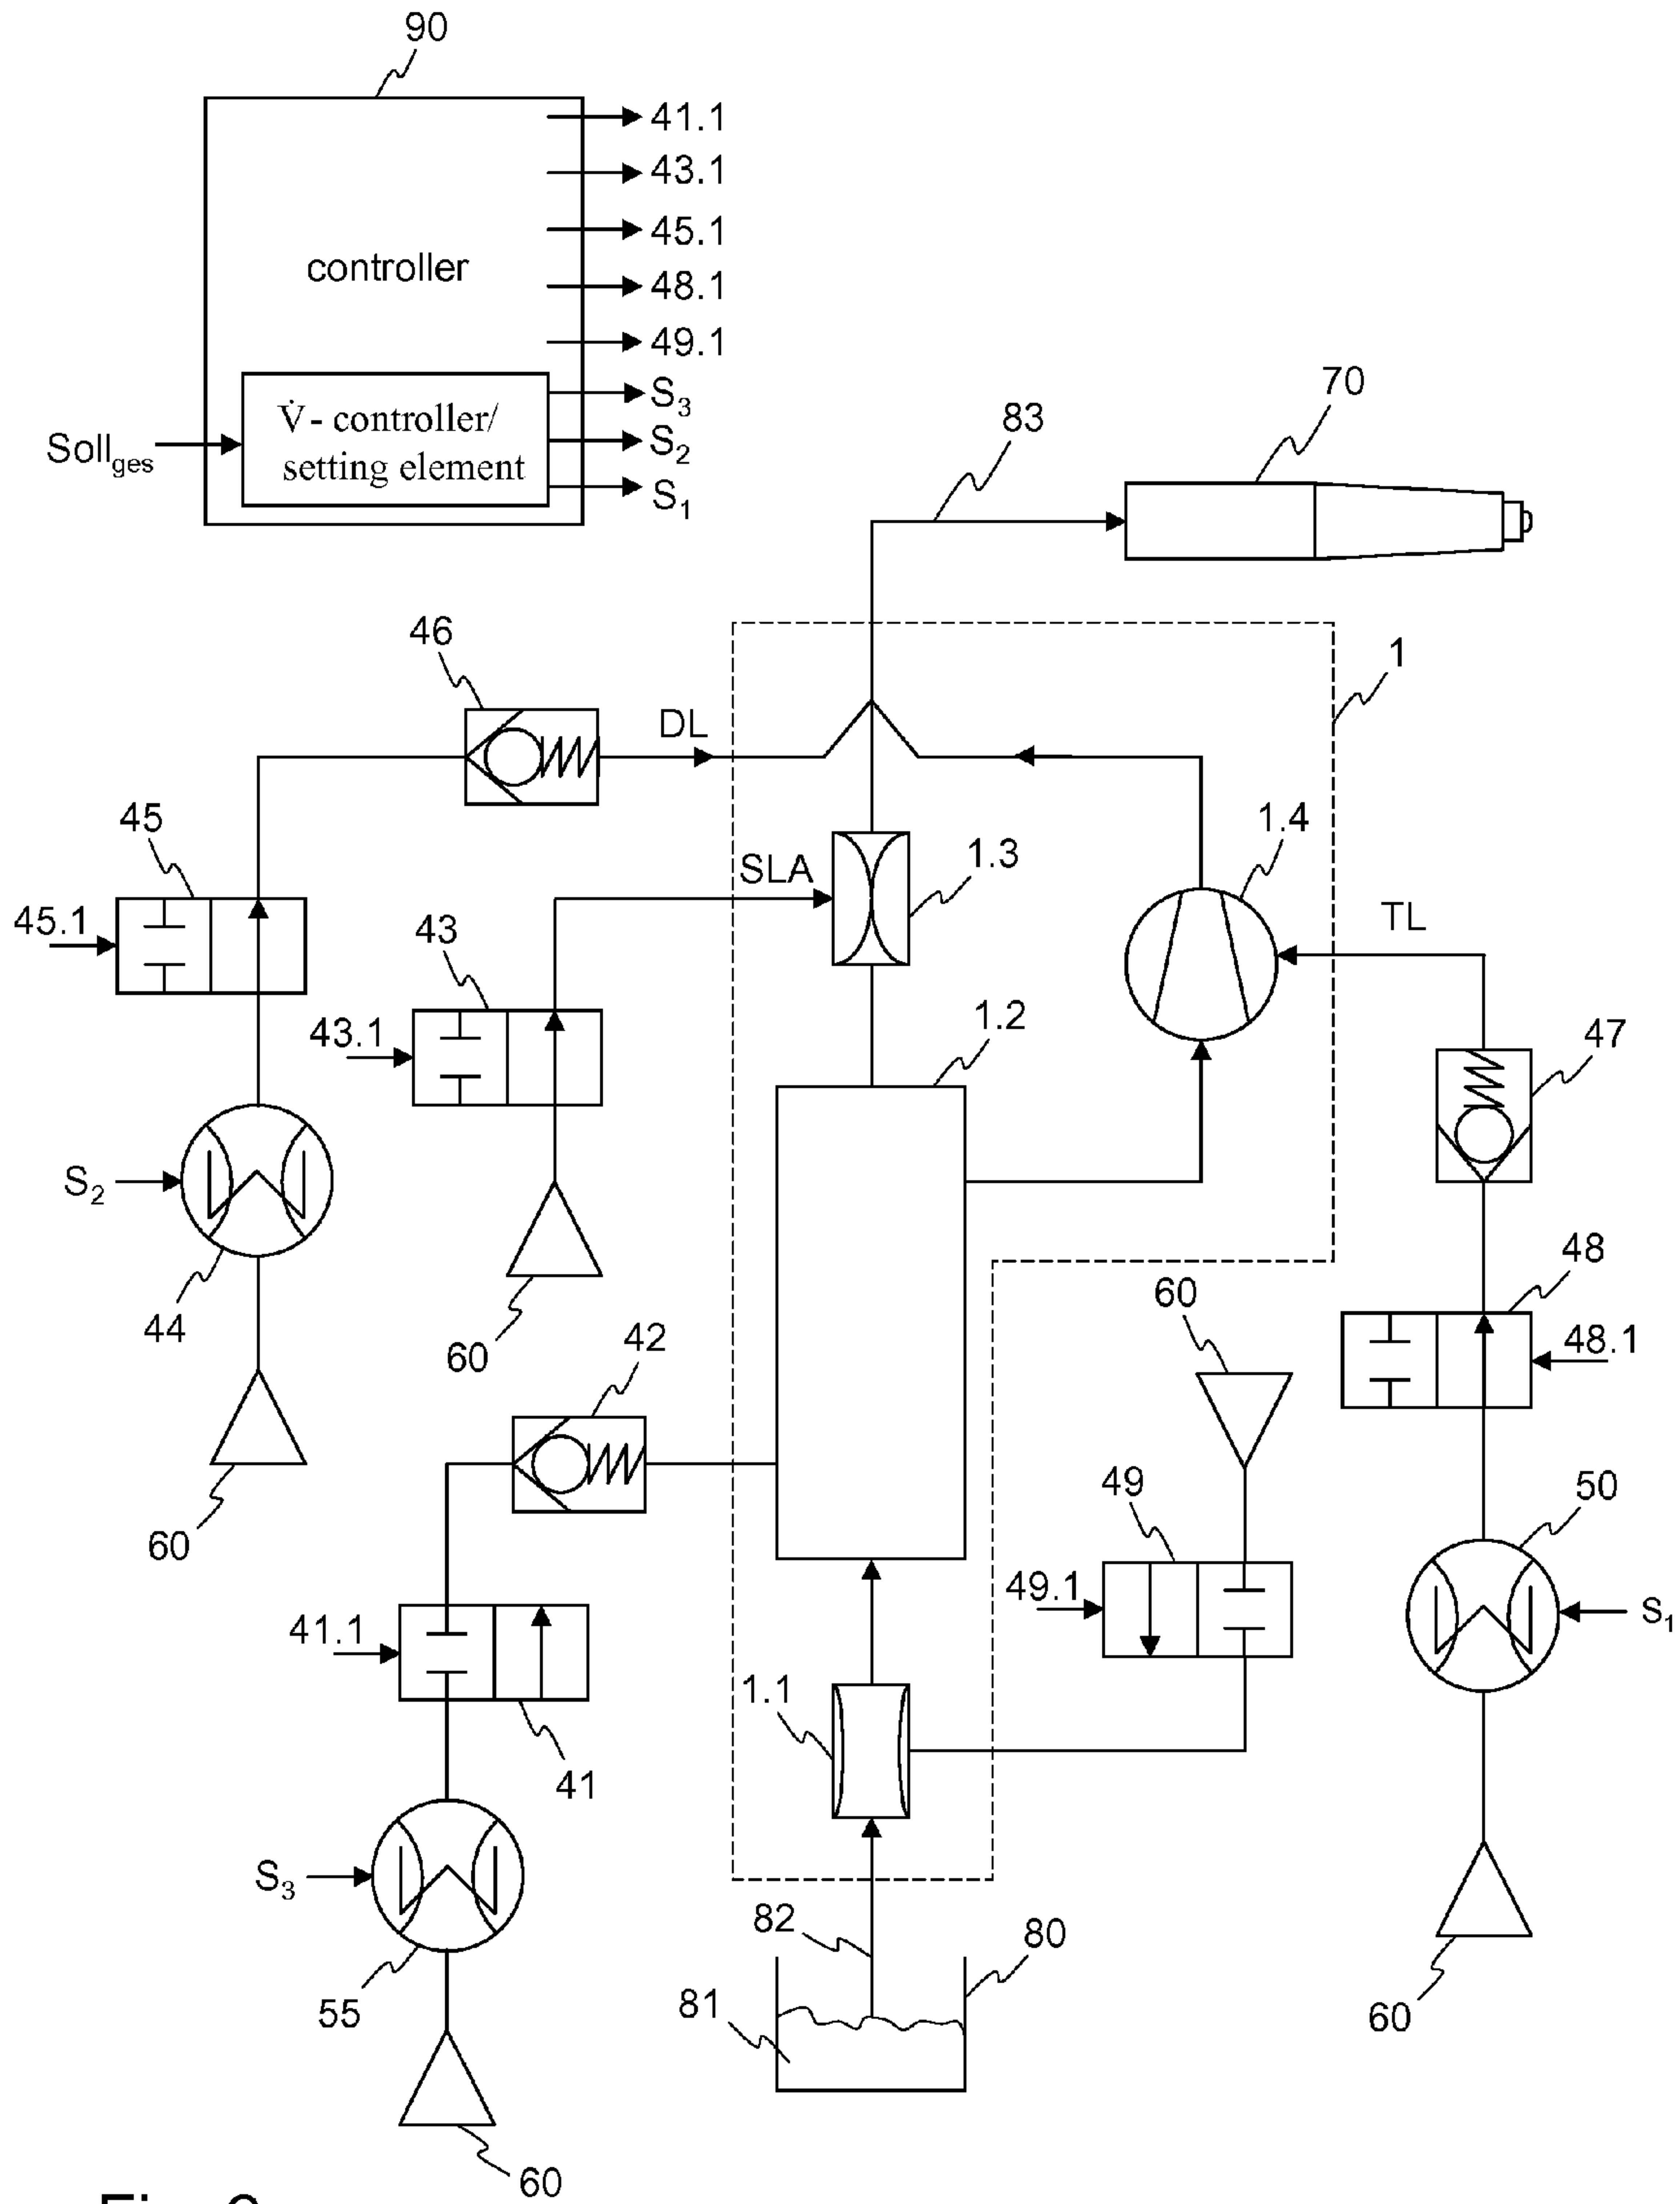 90
41.1
43.1
45.1
controller
48.1
49.1
S3
V̇- controller/
Sollges
S2
setting element
S1
70
83
46
1
DL
45
1.4
SLA
1.3
TL
45.1
43
43.1
1.2
47
S2
48
60
44
42
48.1
60
60
49
50
60
49.1
41.1
S1
1.1
41
S3
82
80
81
55
60
60